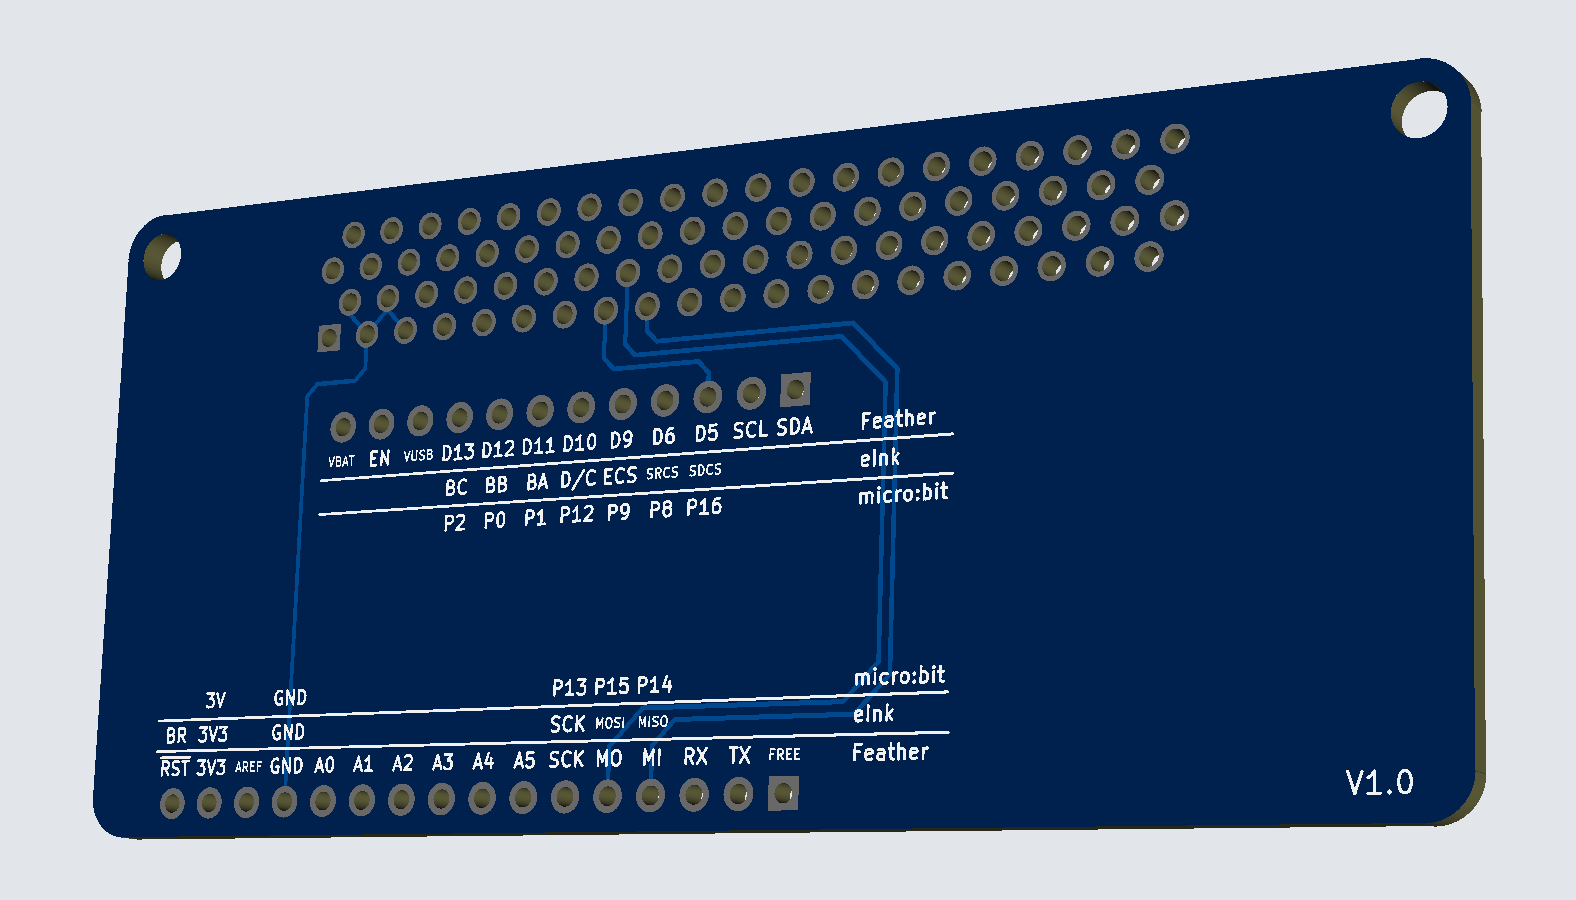 VBAT EN VUSB D13 D12 D11 D10 D9 D6 D5 SCL SDA Feather
BC BB BA D/C ECS SRCS SDCS eInk
P2 P0 P1 P12 P9 P8 P16 micro:bit
3V GND P13 P15 P14 micro:bit
BR 3V3 GND SCK MOSI MISO eInk
RST 3V3 AREF GND A0 A1 A2 A3 A4 A5 SCK MO MI RX TX FREE Feather
V1.0